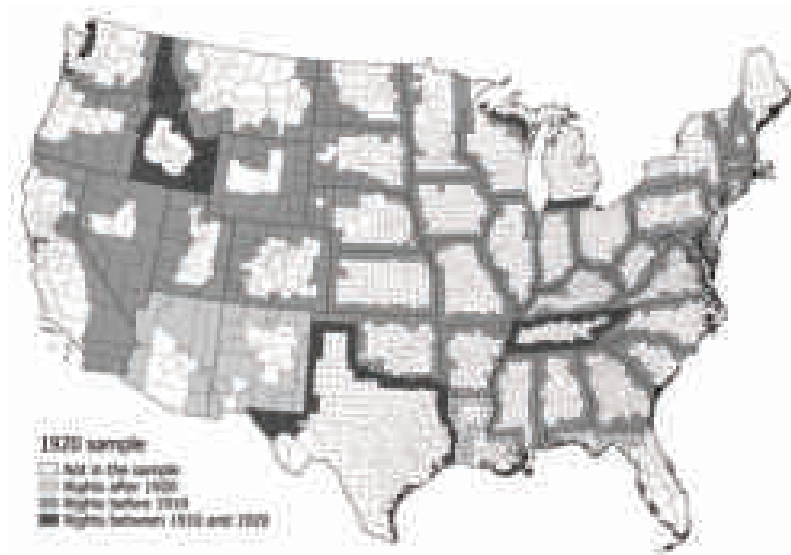 1920 sample
Not in the sample
Rights after 1920
Rights before 1910
Rights between 1910 and 1920